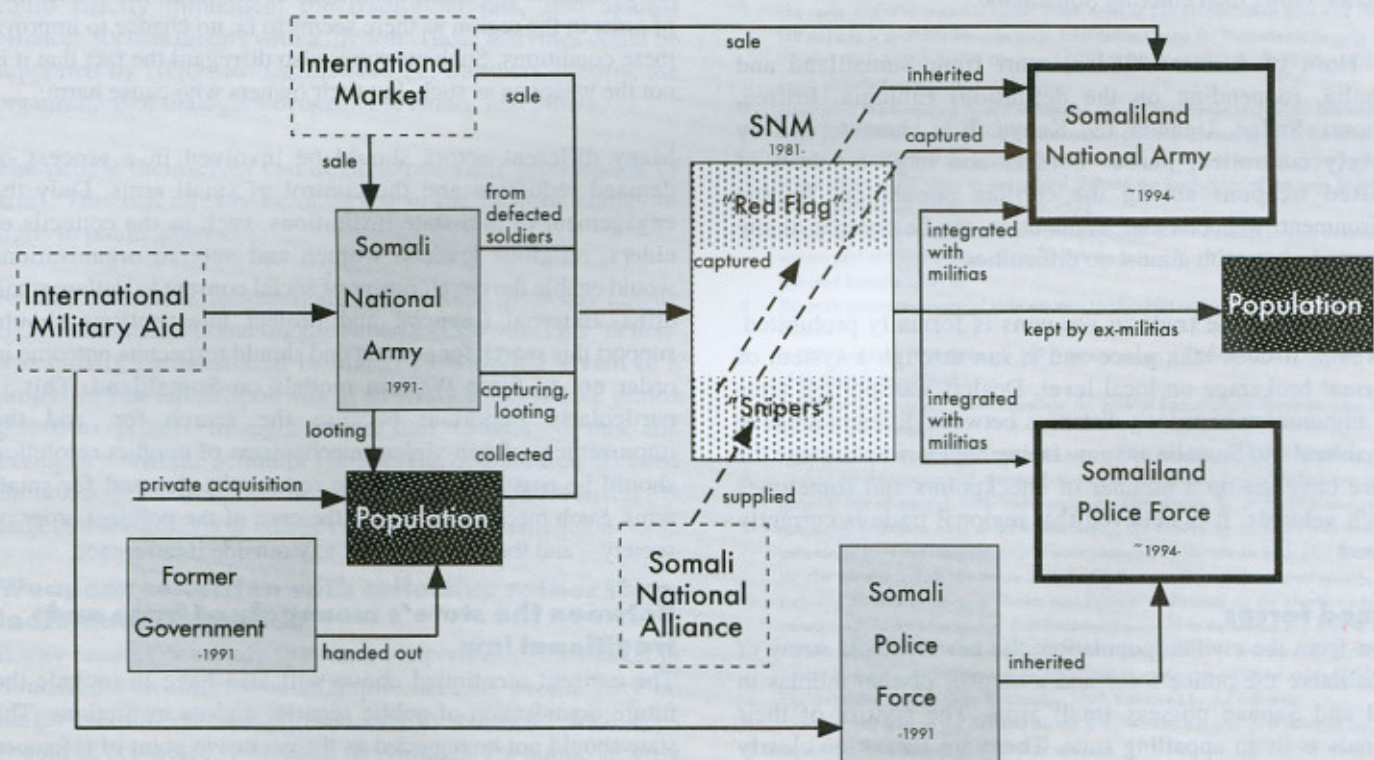 International
Market
sale
sale
sale
inherited
captured
SNM
1981-
"Red Flag"
captured
"Snipers"
supplied
Somaliland
National Army
1994-
integrated
with
militias
Population
kept by ex-militias
integrated
with
militias
Somaliland
Police Force
1994-
inherited
International
Military Aid
Somali
National
Army
1991-
from
defected
soldiers
capturing,
looting
looting
collected
private acquisition
Population
Former
Government
-1991
handed out
Somali
National
Alliance
Somali
Police
Force
-1991